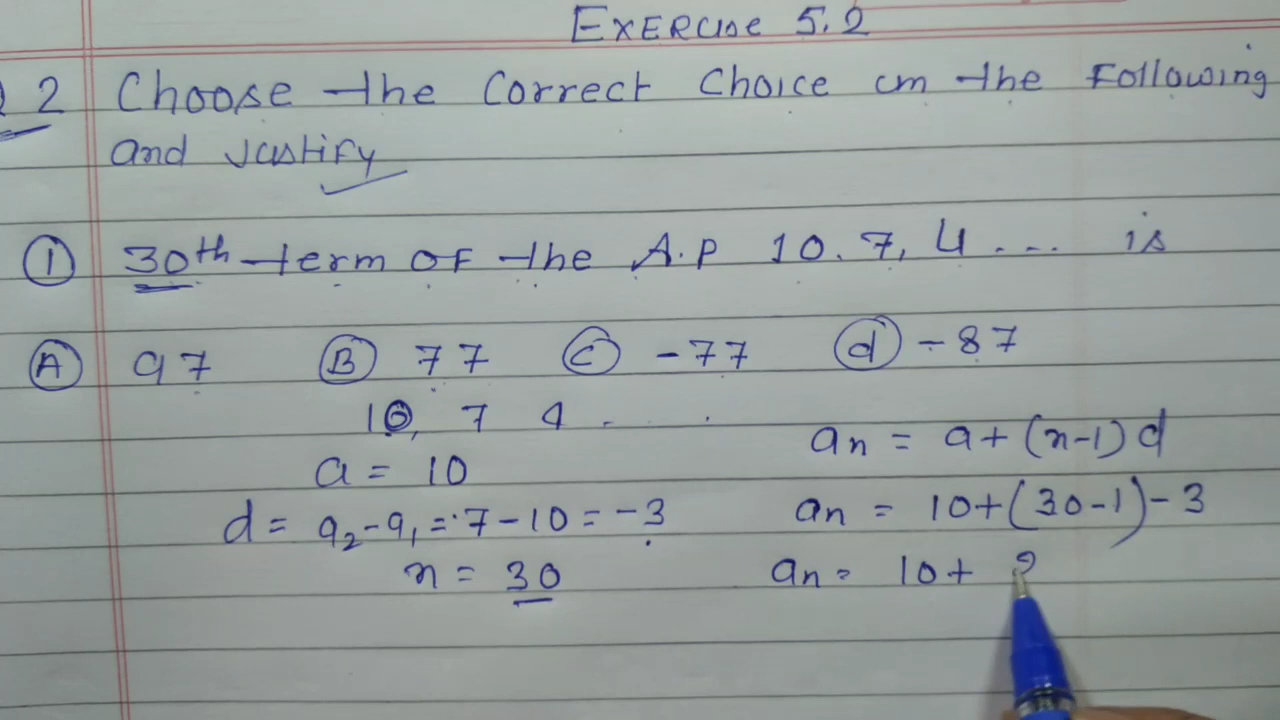 EXERCISE 5.2
Q 2 Choose the Correct Choice in the Following
and Justify
① 30th term of the A.P 10. 7, 4 ... is
Ⓐ 97 Ⓑ 77 Ⓒ -77 ⓓ -87
10, 7 4 . . .
a = 10
d = a₂-a₁ = 7-10 = -3
n = 30
an = a+(n-1)d
an = 10+(30-1)-3
an = 10+